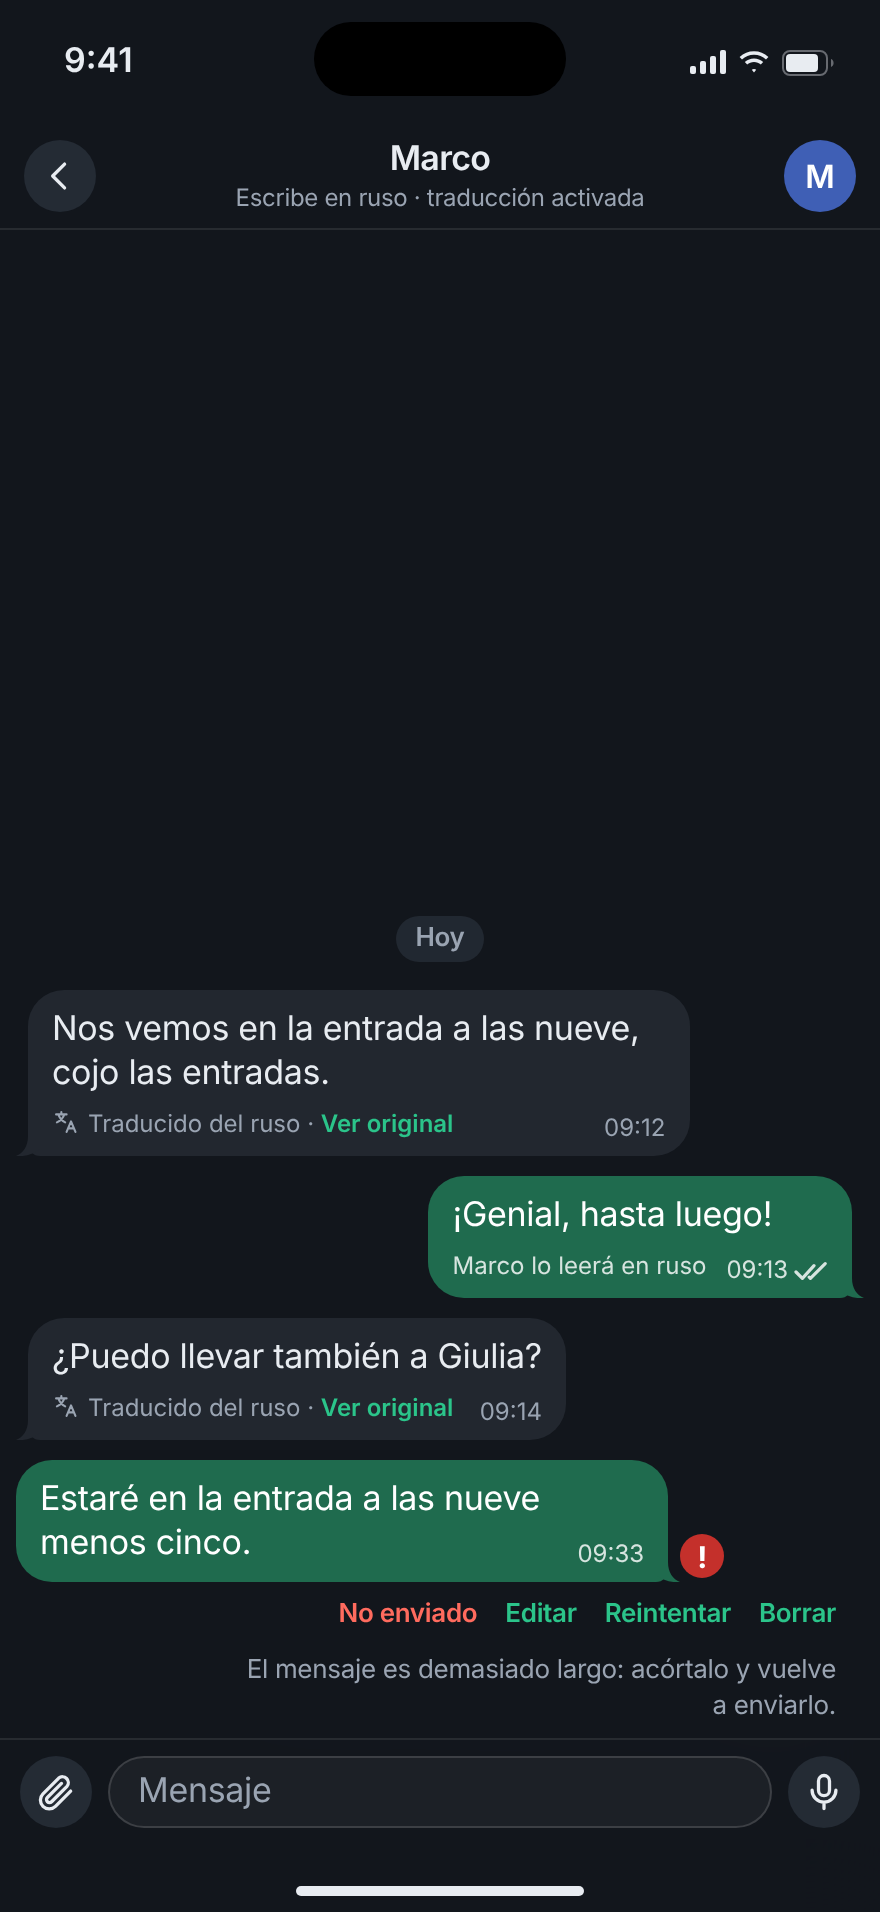 9:41
Marco
Escribe en ruso · traducción activada
M
Hoy
Nos vemos en la entrada a las nueve,
cojo las entradas.
Traducido del ruso · Ver original 09:12
¡Genial, hasta luego!
Marco lo leerá en ruso 09:13
¿Puedo llevar también a Giulia?
Traducido del ruso · Ver original 09:14
Estaré en la entrada a las nueve
menos cinco. 09:33
No enviado Editar Reintentar Borrar
El mensaje es demasiado largo: acórtalo y vuelve
a enviarlo.
Mensaje